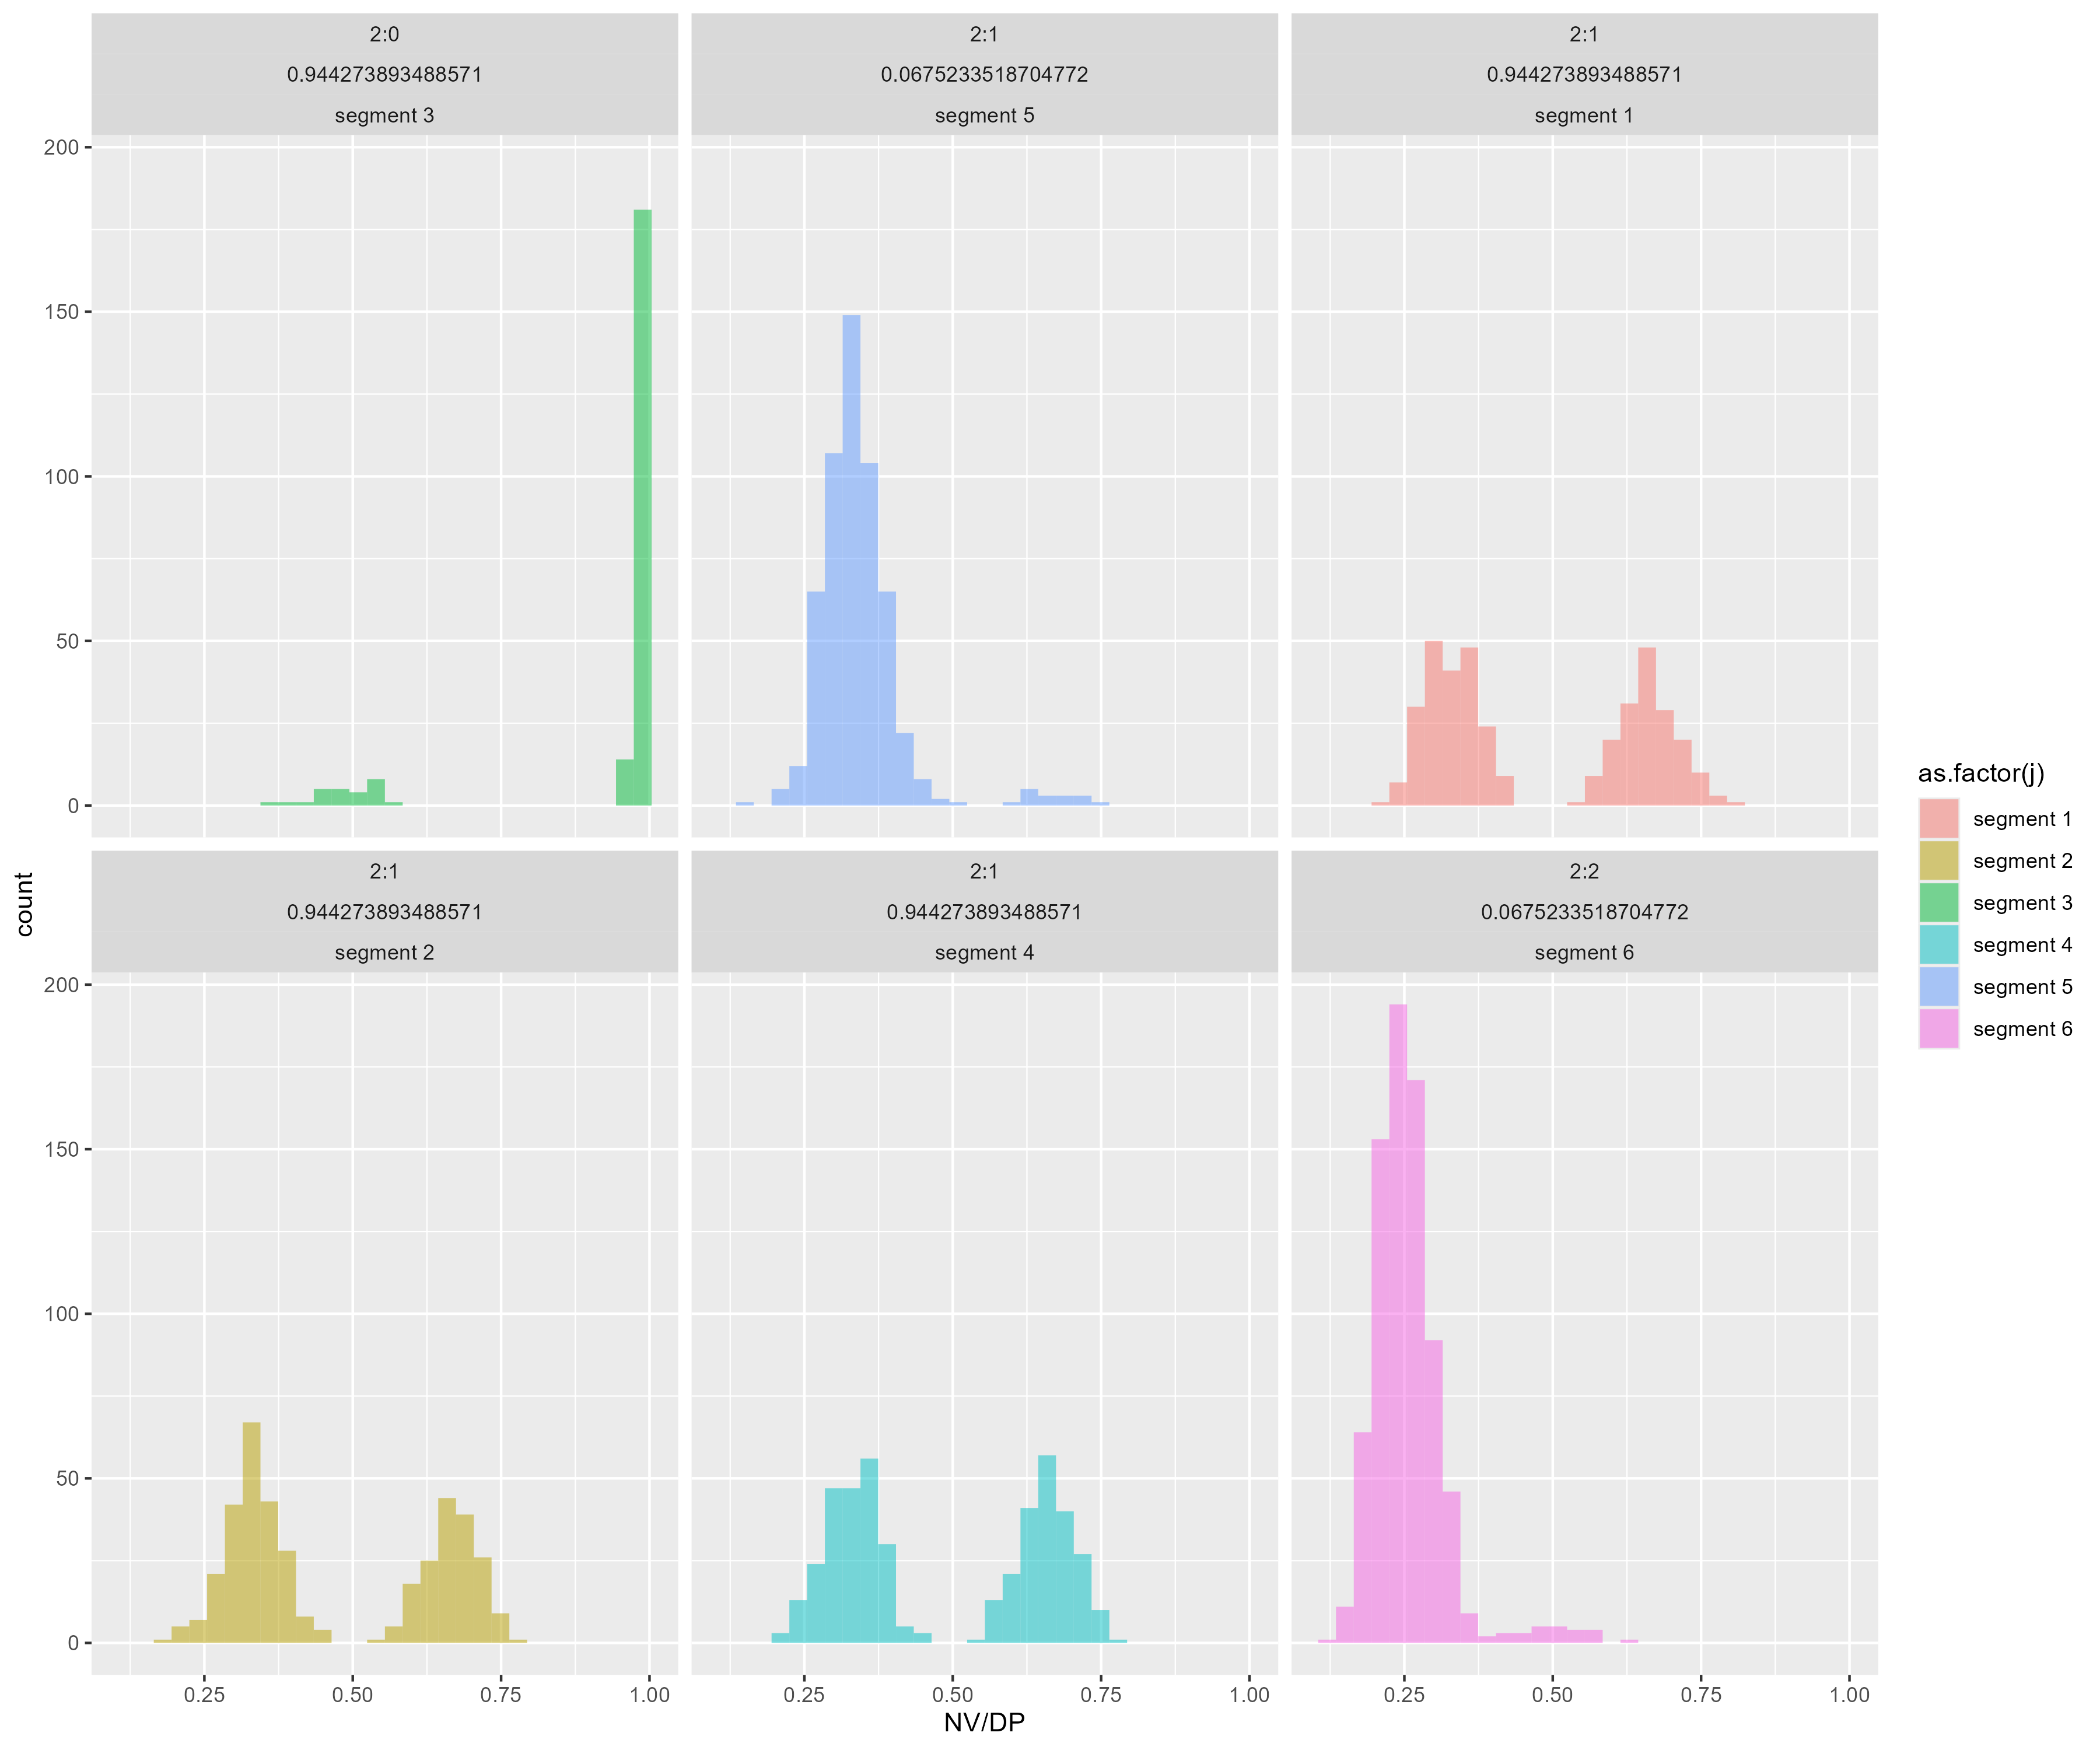 2:0
0.944273893488571
segment 3
2:1
0.0675233518704772
segment 5
2:1
0.944273893488571
segment 1
200
150
100
50
0
2:1
0.944273893488571
segment 2
2:1
0.944273893488571
segment 4
2:2
0.0675233518704772
segment 6
200
150
100
50
0
0.25 0.50 0.75 1.00
0.25 0.50 0.75 1.00
0.25 0.50 0.75 1.00
NV/DP
count
as.factor(j)
segment 1
segment 2
segment 3
segment 4
segment 5
segment 6